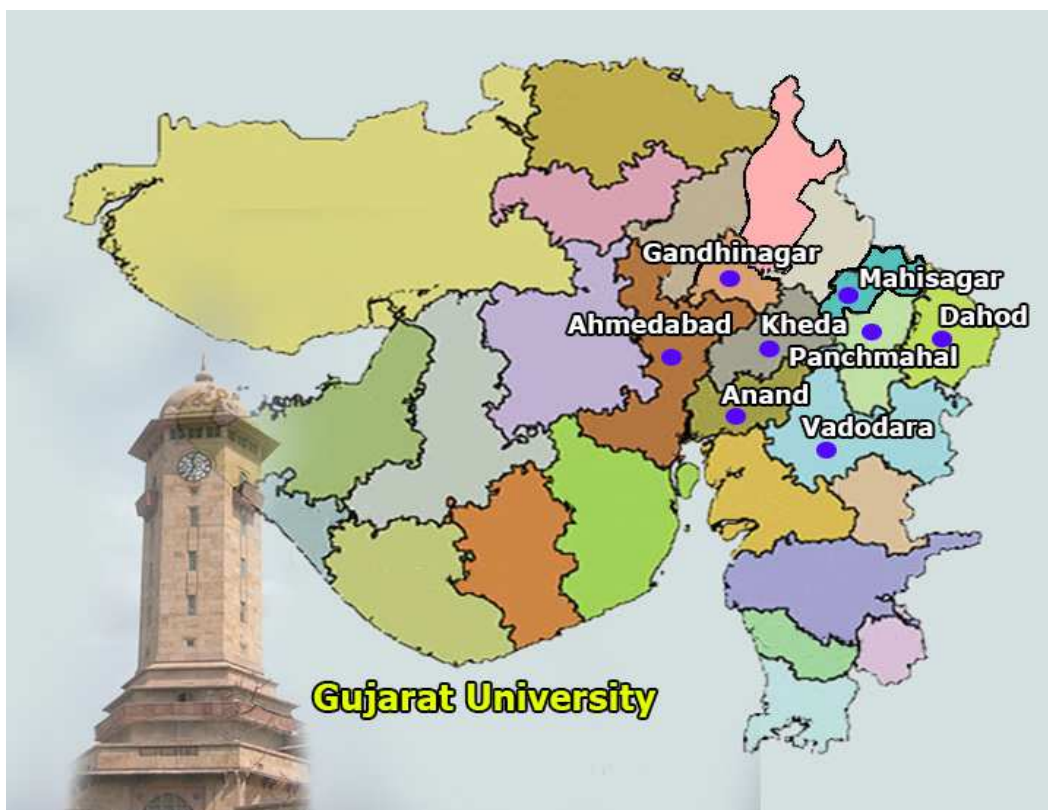 Gandhinagar
Mahisagar
Ahmedabad
Kheda
Dahod
Panchmahal
Anand
Vadodara
Gujarat University